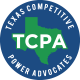 TEXAS COMPETITIVE
TCPA
POWER ADVOCATES